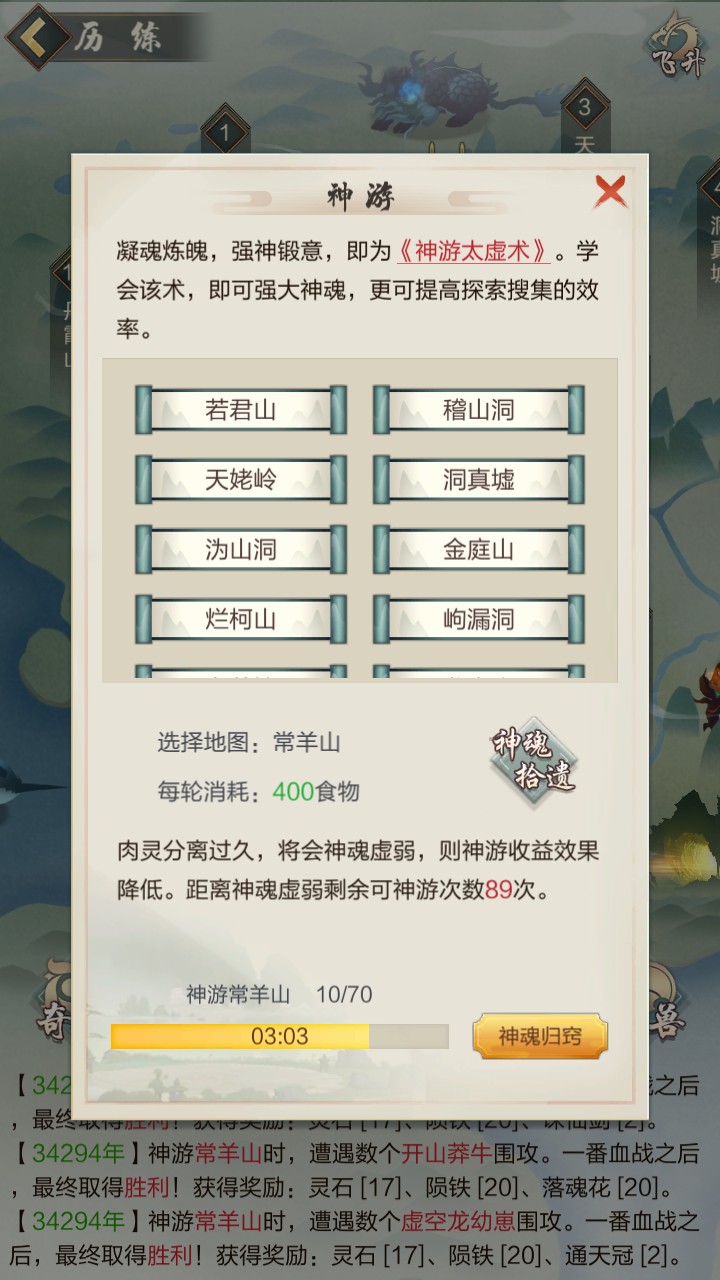 历练
飞升
1
3
天
神游
凝魂炼魄，强神锻意，即为《神游太虚术》。学
会该术，即可强大神魂，更可提高探索搜集的效
率。
若君山
稽山洞
天姥岭
洞真墟
沩山洞
金庭山
烂柯山
岣漏洞
选择地图：常羊山
每轮消耗：400食物
神魂
拾遗
肉灵分离过久，将会神魂虚弱，则神游收益效果
降低。距离神魂虚弱剩余可神游次数89次。
神游常羊山 10/70
03:03
神魂归窍
奇
兽
【342
战之后
，最终取得胜利！获得奖励：灵石 [17]、陨铁 [20]、诛仙剑 [2]。
【34294年】神游常羊山时，遭遇数个开山莽牛围攻。一番血战之后
，最终取得胜利！获得奖励：灵石 [17]、陨铁 [20]、落魂花 [20]。
【34294年】神游常羊山时，遭遇数个虚空龙幼崽围攻。一番血战之
后，最终取得胜利！获得奖励：灵石 [17]、陨铁 [20]、通天冠 [2]。